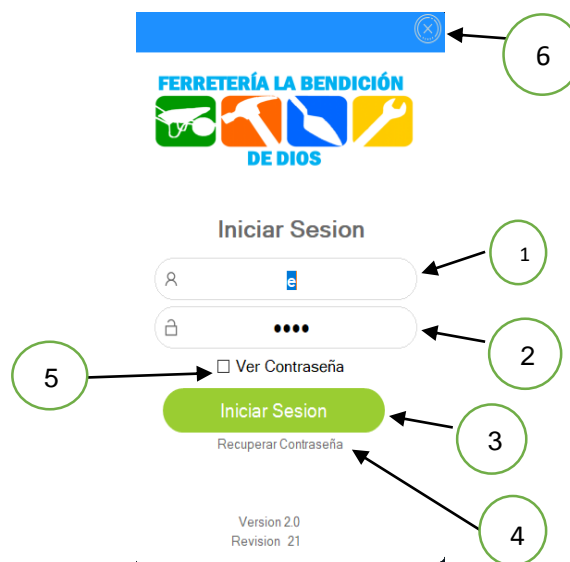 6
FERRETERÍA LA BENDICIÓN
DE DIOS
Iniciar Sesion
1
e
••••
2
☐ Ver Contraseña
5
Iniciar Sesion
3
Recuperar Contraseña
4
Version 2.0
Revision 21